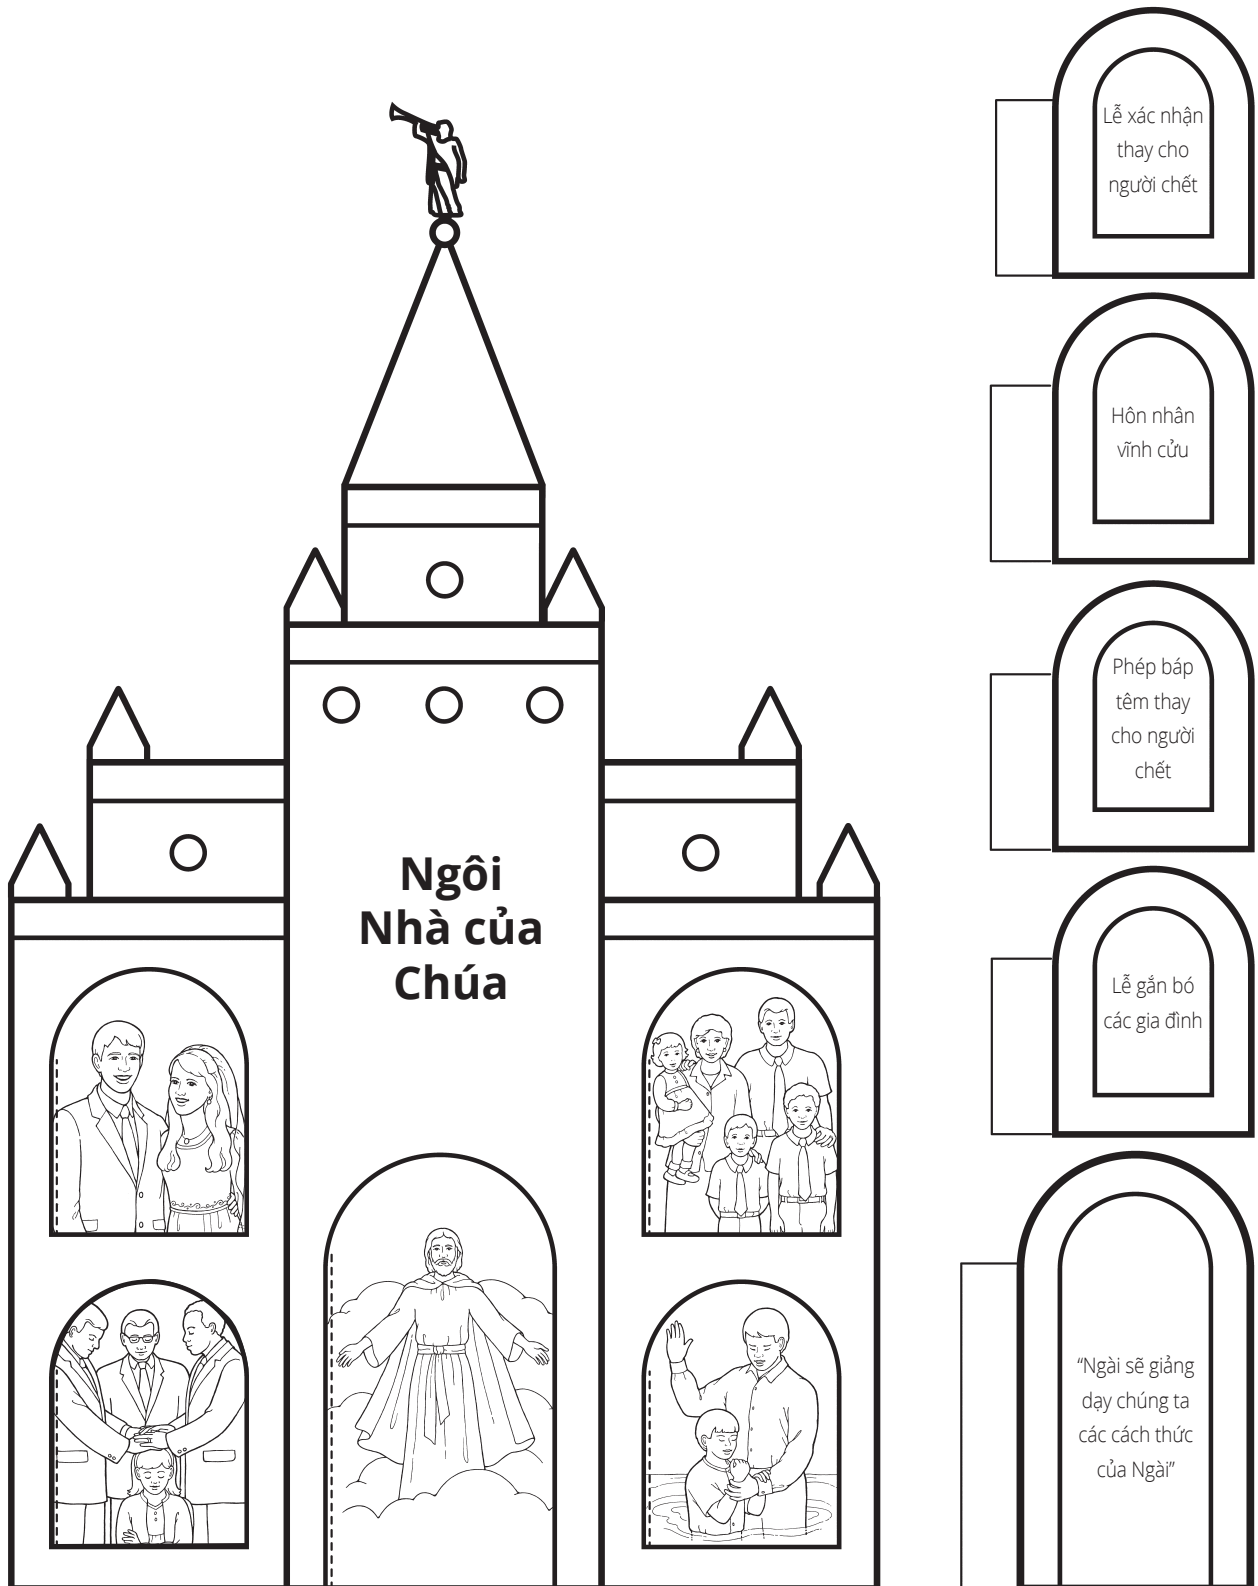 Ngôi
Nhà của
Chúa
Lễ xác nhận
thay cho
người chết
Hôn nhân
vĩnh cửu
Phép báp
têm thay
cho người
chết
Lễ gắn bó
các gia đình
“Ngài sẽ giảng
dạy chúng ta
các cách thức
của Ngài”